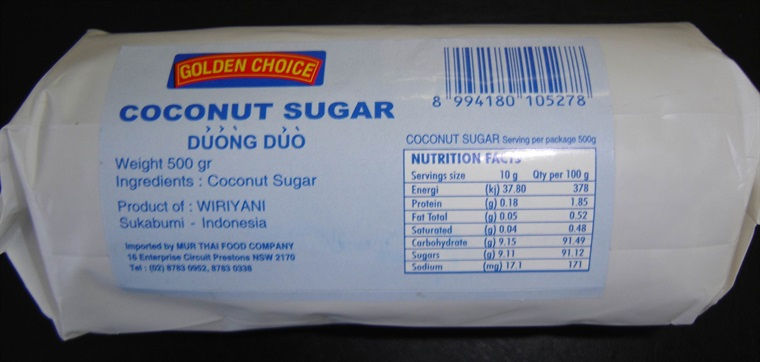 GOLDEN CHOICE
COCONUT SUGAR
DỦÒNG DỦÒ
Weight 500 gr
Ingredients : Coconut Sugar
Product of : WIRIYANI
Sukabumi - Indonesia
Imported by MUR THAI FOOD COMPANY
16 Enterprise Circuit Prestons NSW 2170
Tel : (02) 8783 0952, 8783 0338
8 994180 105278
COCONUT SUGAR Serving per package 500g
NUTRITION FACTS
Servings size 10 g Qty per 100 g
Energi (kj) 37.80 378
Protein (g) 0.18 1.85
Fat Total (g) 0.05 0.52
Saturated (g) 0.04 0.48
Carbohydrate (g) 9.15 91.49
Sugars (g) 9.11 91.12
Sodium (mg) 17.1 171